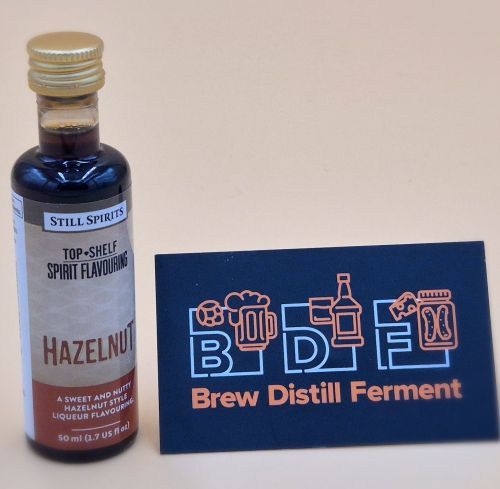 STILL SPIRITS
TOP SHELF
SPIRIT FLAVOURING
HAZELNUT
A SWEET AND NUTTY
HAZELNUT STYLE
LIQUEUR FLAVOURING.
50 ml (1.7 US fl oz)
B D F
Brew Distill Ferment